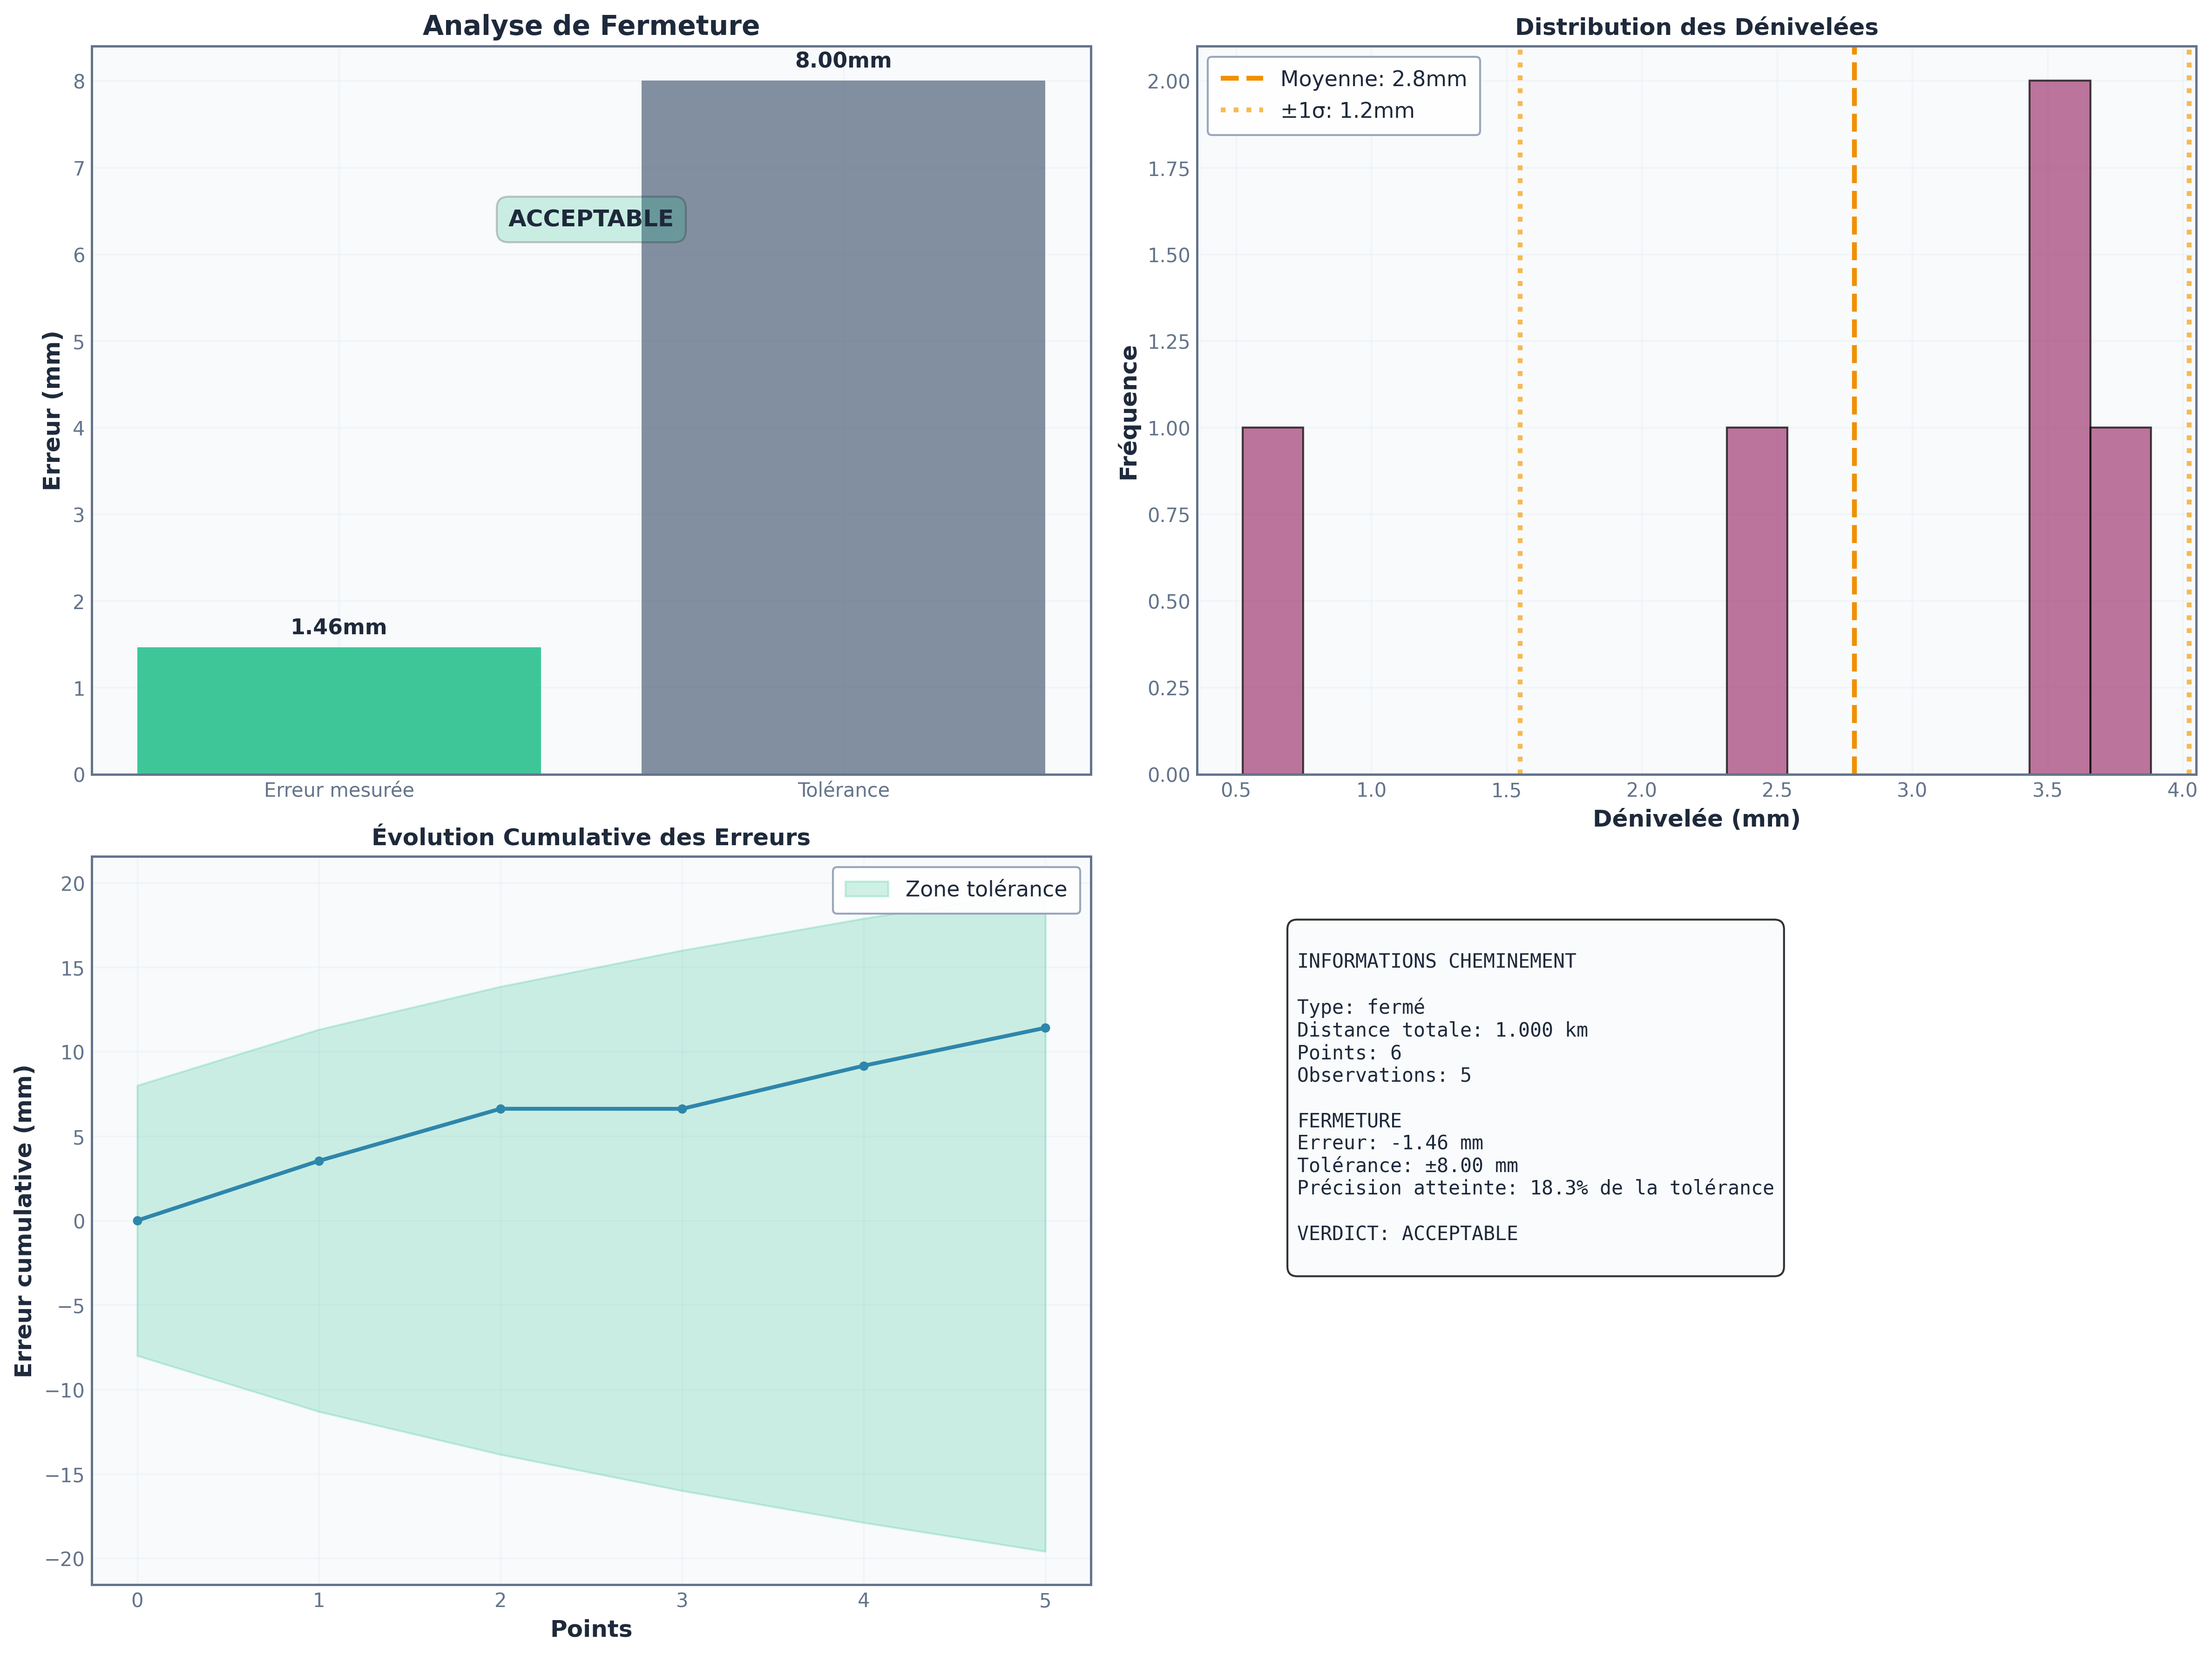 Analyse de Fermeture
Erreur (mm)
8
7
6
5
4
3
2
1
0
8.00mm
ACCEPTABLE
1.46mm
Erreur mesurée
Tolérance
Distribution des Dénivelées
Moyenne: 2.8mm
±1σ: 1.2mm
Fréquence
2.00
1.75
1.50
1.25
1.00
0.75
0.50
0.25
0.00
0.5 1.0 1.5 2.0 2.5 3.0 3.5 4.0
Dénivelée (mm)
Évolution Cumulative des Erreurs
Zone tolérance
Erreur cumulative (mm)
20
15
10
5
0
−5
−10
−15
−20
0 1 2 3 4 5
Points
INFORMATIONS CHEMINEMENT
Type: fermé
Distance totale: 1.000 km
Points: 6
Observations: 5
FERMETURE
Erreur: -1.46 mm
Tolérance: ±8.00 mm
Précision atteinte: 18.3% de la tolérance
VERDICT: ACCEPTABLE